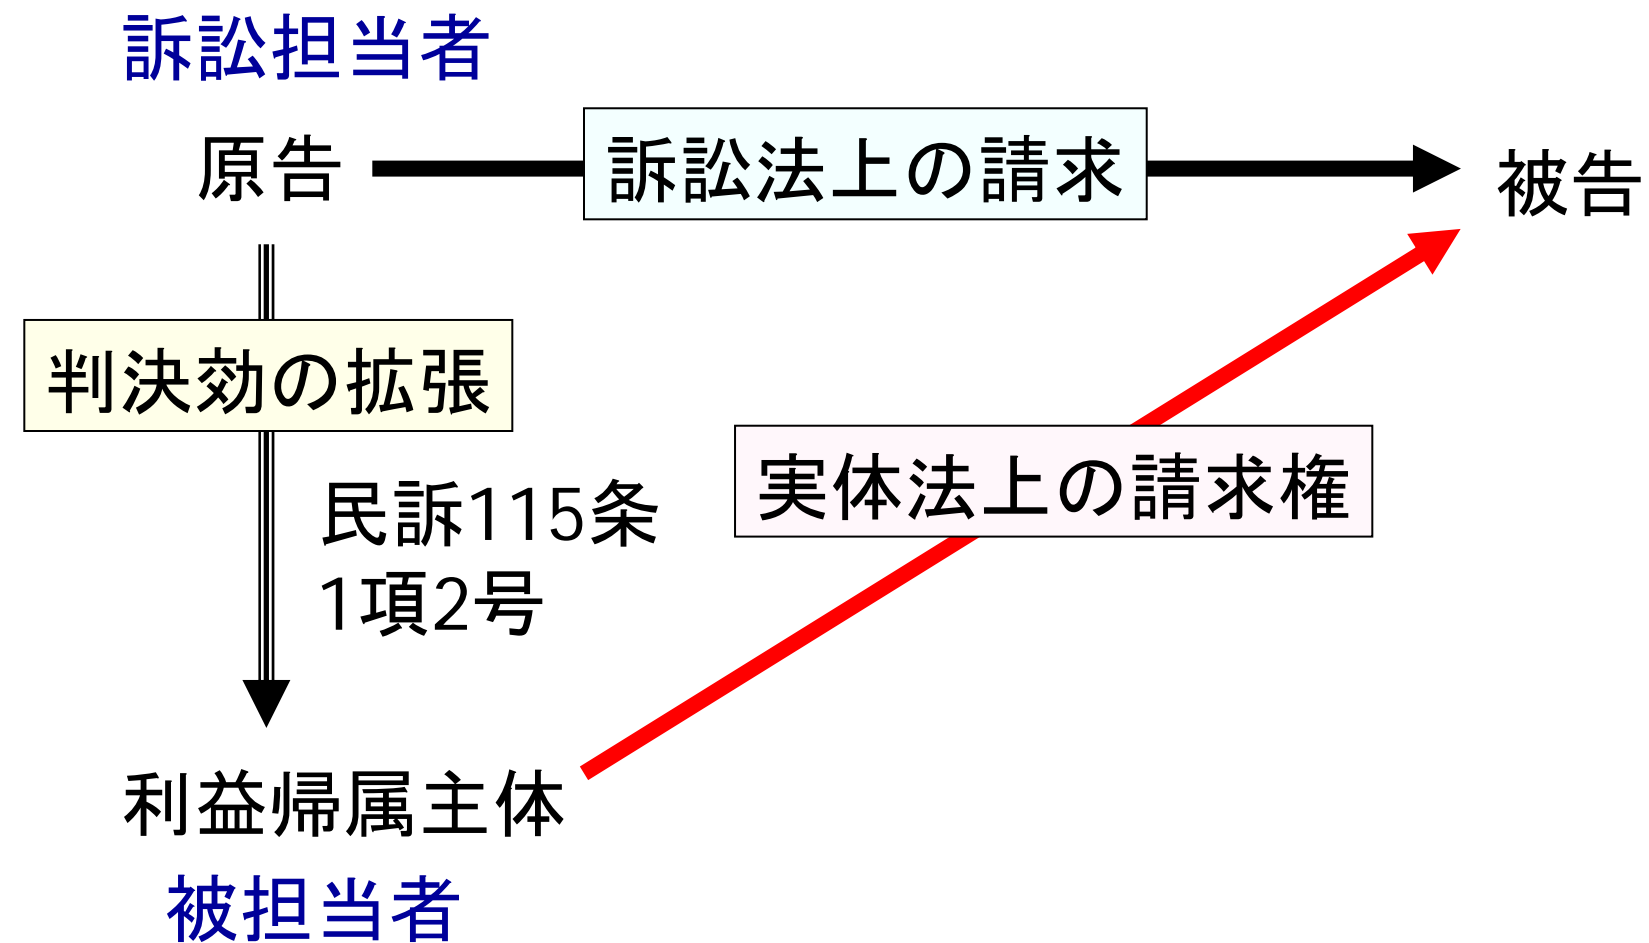 訴訟担当者
原告
訴訟法上の請求
被告
判決効の拡張
実体法上の請求権
民訴115条
1項2号
利益帰属主体
被担当者